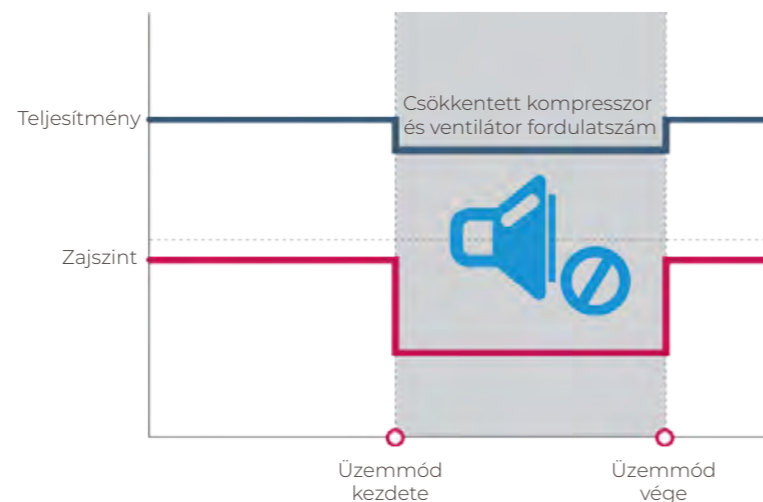 Teljesítmény
Csökkentett kompresszor
és ventilátor fordulatszám
Zajszint
Üzemmód
kezdete
Üzemmód
vége